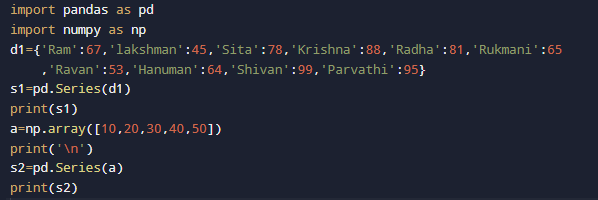 import pandas as pd
import numpy as np
d1={'Ram':67,'lakshman':45,'Sita':78,'Krishna':88,'Radha':81,'Rukmani':65
,'Ravan':53,'Hanuman':64,'Shivan':99,'Parvathi':95}
s1=pd.Series(d1)
print(s1)
a=np.array([10,20,30,40,50])
print('\n')
s2=pd.Series(a)
print(s2)